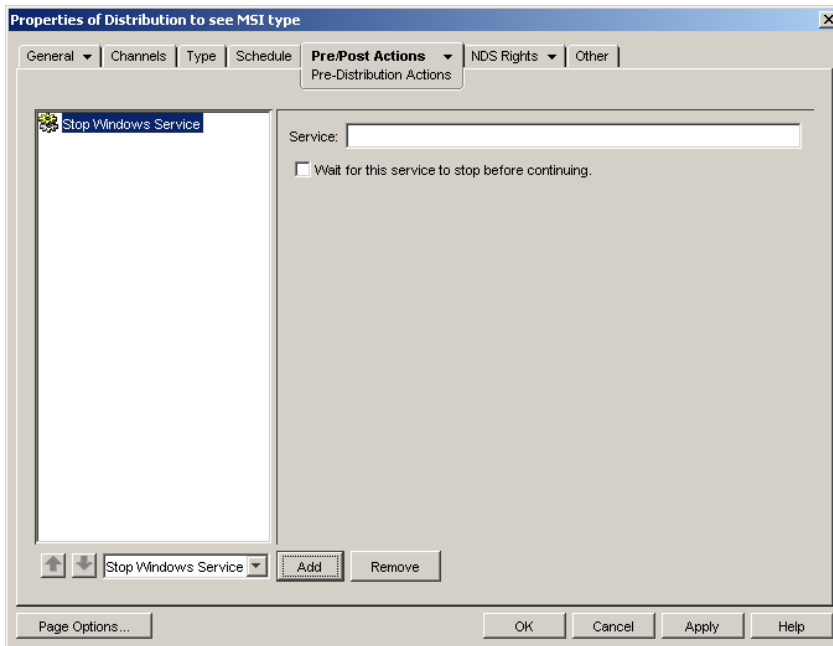 Properties of Distribution to see MSI type
General Channels Type Schedule Pre/Post Actions NDS Rights Other
Pre-Distribution Actions
Stop Windows Service
Service:
Wait for this service to stop before continuing.
Stop Windows Service Add Remove
Page Options... OK Cancel Apply Help